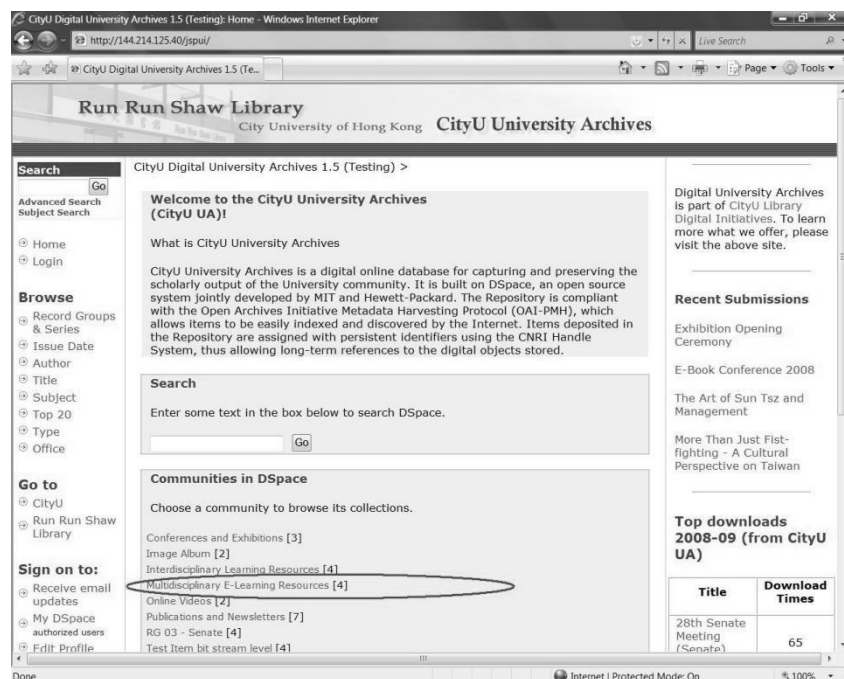 CityU Digital University Archives 1.5 (Testing): Home - Windows Internet Explorer
http://144.214.125.40/jspui/
Live Search
CityU Digital University Archives 1.5 (Te...
Page
Tools
Run Run Shaw Library
City University of Hong Kong
CityU University Archives
Search
Go
Advanced Search
Subject Search
Home
Login
Browse
Record Groups
& Series
Issue Date
Author
Title
Subject
Top 20
Type
Office
Go to
CityU
Run Run Shaw
Library
Sign on to:
Receive email
updates
My DSpace
authorized users
Edit Profile
CityU Digital University Archives 1.5 (Testing) >
Welcome to the CityU University Archives
(CityU UA)!
What is CityU University Archives
CityU University Archives is a digital online database for capturing and preserving the
scholarly output of the University community. It is built on DSpace, an open source
system jointly developed by MIT and Hewett-Packard. The Repository is compliant
with the Open Archives Initiative Metadata Harvesting Protocol (OAI-PMH), which
allows items to be easily indexed and discovered by the Internet. Items deposited in
the Repository are assigned with persistent identifiers using the CNRI Handle
System, thus allowing long-term references to the digital objects stored.
Search
Enter some text in the box below to search DSpace.
Go
Communities in DSpace
Choose a community to browse its collections.
Conferences and Exhibitions [3]
Image Album [2]
Interdisciplinary Learning Resources [4]
Multidisciplinary E-Learning Resources [4]
Online Videos [2]
Publications and Newsletters [7]
RG 03 - Senate [4]
Test Item bit stream level [4]
Digital University Archives
is part of CityU Library
Digital Initiatives. To learn
more what we offer, please
visit the above site.
Recent Submissions
Exhibition Opening
Ceremony
E-Book Conference 2008
The Art of Sun Tsz and
Management
More Than Just Fist-
fighting - A Cultural
Perspective on Taiwan
Top downloads
2008-09 (from CityU
UA)
Title
Download
Times
28th Senate
Meeting
(Senate)
65
Done
Internet | Protected Mode: On
100%